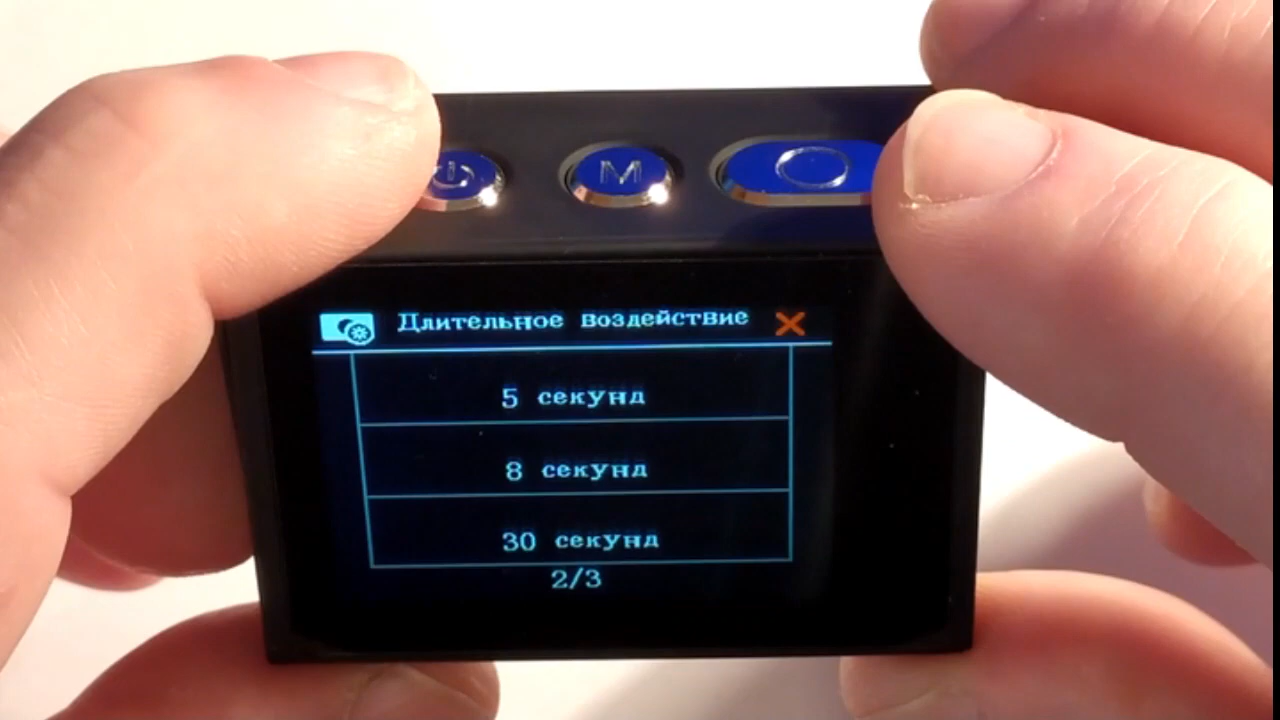 M
Длительное воздействие
5 секунд
8 секунд
30 секунд
2/3